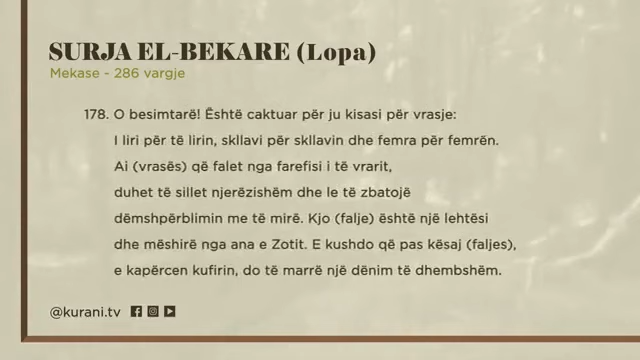 SURJA EL-BEKARE (Lopa)
Mekase - 286 vargje
178. O besimtarë! Është caktuar për ju kisasi për vrasje:
I liri për të lirin, skllavi për skllavin dhe femra për femrën.
Ai (vrasës) që falet nga farefisi i të vrarit,
duhet të sillet njerëzishëm dhe le të zbatojë
dëmshpërblimin me të mirë. Kjo (falje) është një lehtësi
dhe mëshirë nga ana e Zotit. E kushdo që pas kësaj (faljes),
e kapërcen kufirin, do të marrë një dënim të dhembshëm.
@kurani.tv